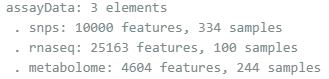 assayData: 3 elements
. snps: 10000 features, 334 samples
. rnaseq: 25163 features, 100 samples
. metabolome: 4604 features, 244 samples